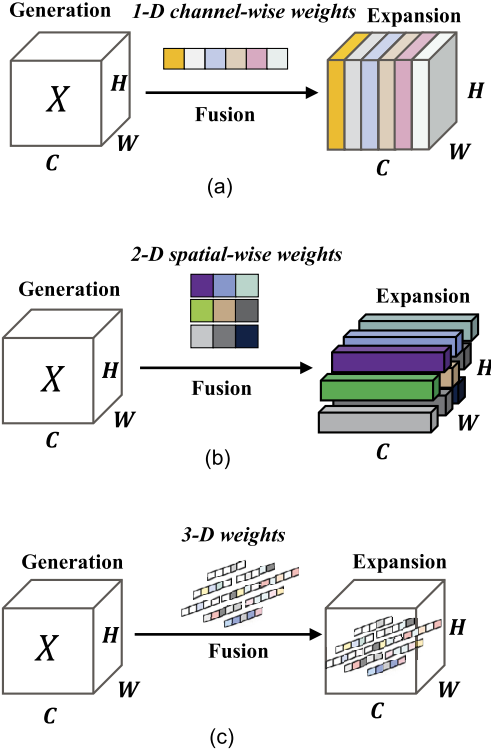 Generation
1-D channel-wise weights
Expansion
X
H
W
C
Fusion
H
W
C
(a)
2-D spatial-wise weights
Generation
Expansion
X
H
W
C
Fusion
H
W
C
(b)
3-D weights
Generation
Expansion
X
H
W
C
Fusion
H
W
C
(c)